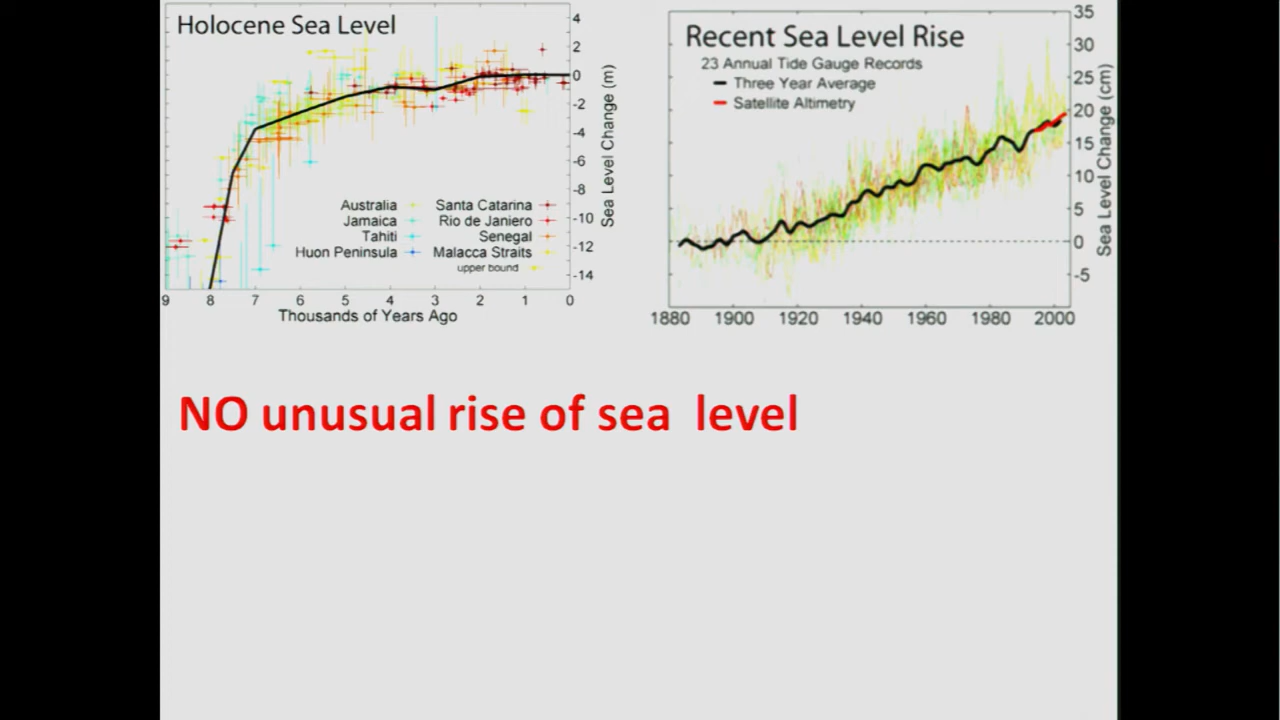 Holocene Sea Level
4
2
0
-2
-4
-6
-8
-10
-12
-14
Sea Level Change (m)
Australia
Jamaica
Tahiti
Huon Peninsula
Santa Catarina
Rio de Janiero
Senegal
Malacca Straits
upper bound
9 8 7 6 5 4 3 2 1 0
Thousands of Years Ago
Recent Sea Level Rise
23 Annual Tide Gauge Records
Three Year Average
Satellite Altimetry
35
30
25
20
15
10
5
0
-5
Sea Level Change (cm)
1880 1900 1920 1940 1960 1980 2000
NO unusual rise of sea level